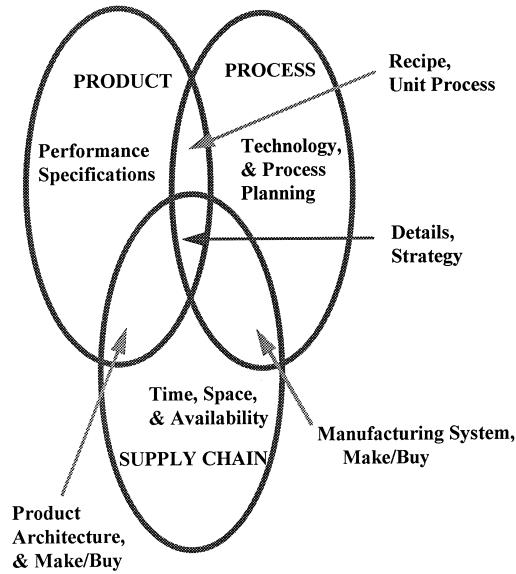 PRODUCT
PROCESS
Recipe,
Unit Process
Performance
Specifications
Technology,
& Process
Planning
Details,
Strategy
Time, Space,
& Availability
SUPPLY CHAIN
Manufacturing System,
Make/Buy
Product
Architecture,
& Make/Buy